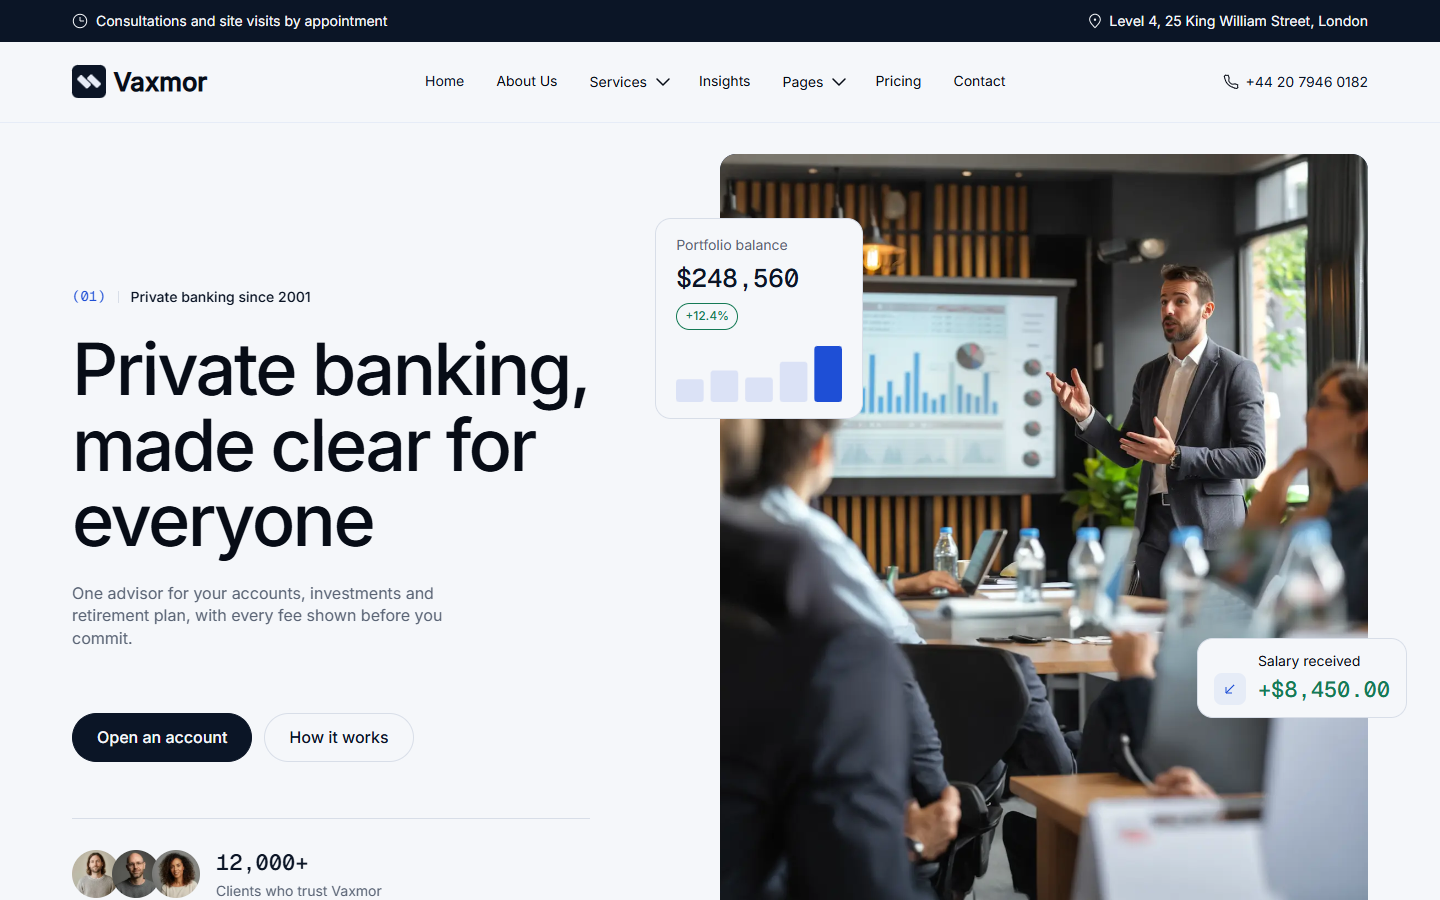 Consultations and site visits by appointment
Level 4, 25 King William Street, London
Vaxmor
Home
About Us
Services
Insights
Pages
Pricing
Contact
+44 20 7946 0182
Portfolio balance
$248,560
+12.4%
(01)
Private banking since 2001
Private banking,
made clear for
everyone
One advisor for your accounts, investments and
retirement plan, with every fee shown before you
commit.
Salary received
+$8,450.00
Open an account
How it works
12,000+
Clients who trust Vaxmor